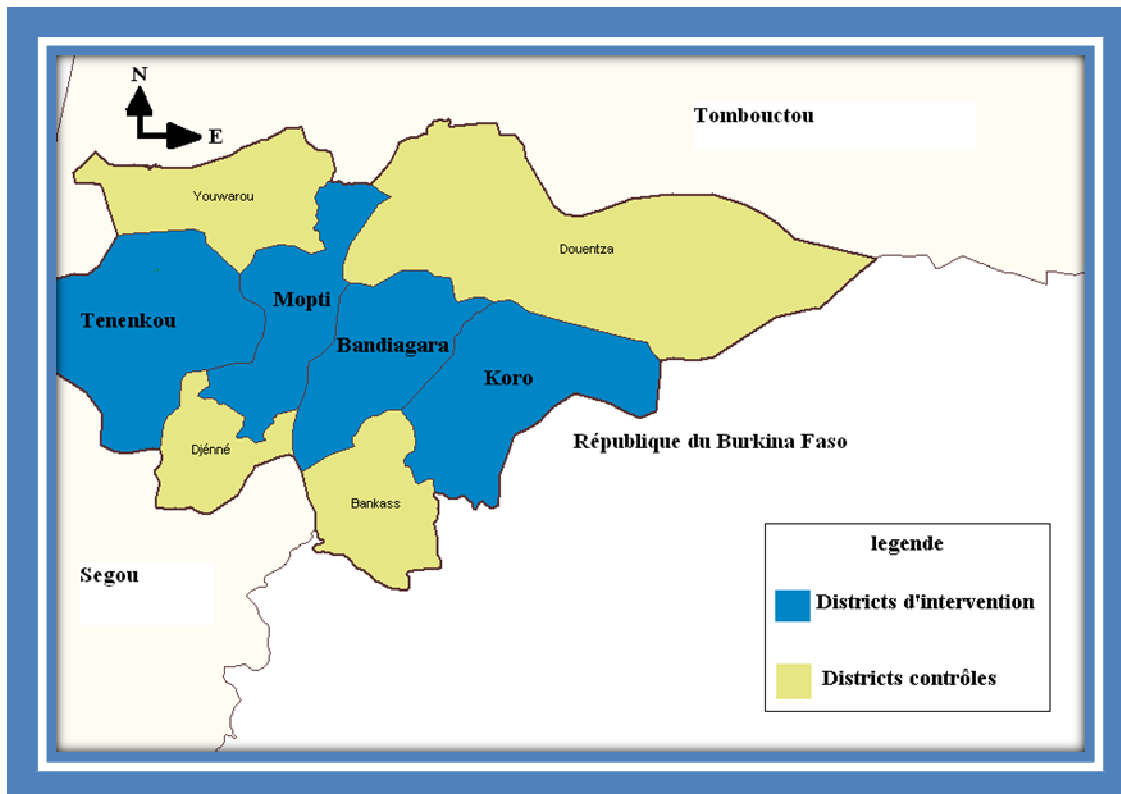 N
E
Tombouctou
Youwarou
Douentza
Mopti
Tenenkou
Bandiagara
Koro
République du Burkina Faso
Djénné
Bankass
Segou
legende
Districts d'intervention
Districts contrôles